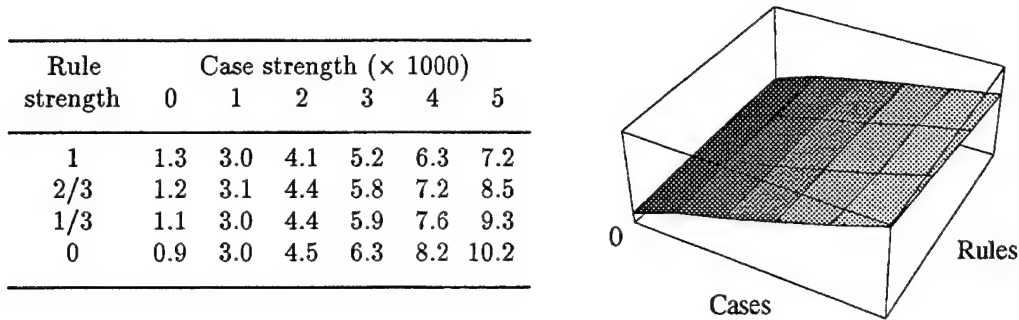 Rule Case strength (× 1000)
strength 0 1 2 3 4 5
1 1.3 3.0 4.1 5.2 6.3 7.2
2/3 1.2 3.1 4.4 5.8 7.2 8.5
1/3 1.1 3.0 4.4 5.9 7.6 9.3
0 0.9 3.0 4.5 6.3 8.2 10.2
0
Rules
Cases